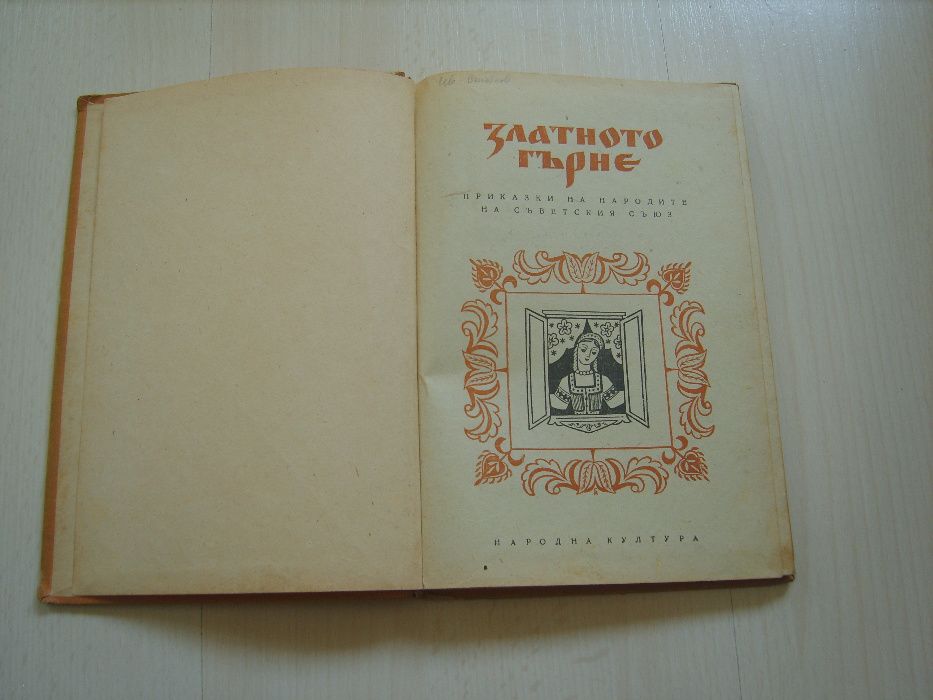 ЗЛАТНОТО
ГЪРНЕ
ПРИКАЗКИ НА НАРОДИТЕ
НА СЪВЕТСКИЯ СЪЮЗ
НАРОДНА КУЛТУРА